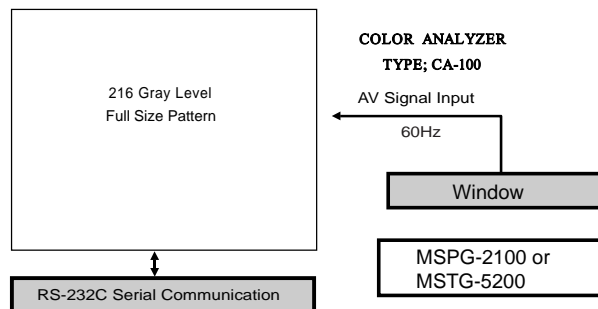 COLOR ANALYZER
TYPE; CA-100
216 Gray Level
Full Size Pattern
AV Signal Input
60Hz
Window
MSPG-2100 or
MSTG-5200
RS-232C Serial Communication